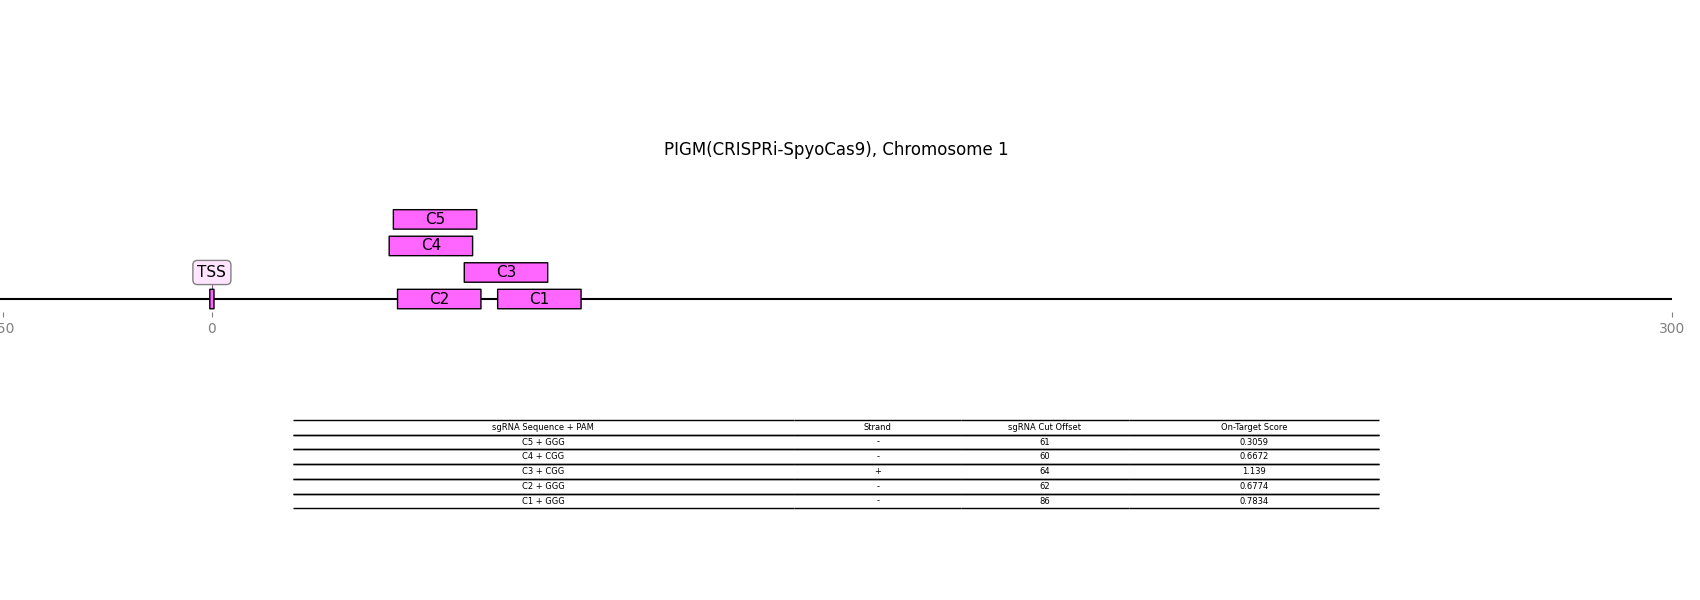 PIGM(CRISPRi-SpyoCas9), Chromosome 1
C5
C4
TSS C3
C2 C1
50 0 300
sgRNA Sequence + PAM Strand sgRNA Cut Offset On-Target Score
C5 + GGG - 61 0.3059
C4 + CGG - 60 0.6672
C3 + CGG + 64 1.139
C2 + GGG - 62 0.6774
C1 + GGG - 86 0.7834